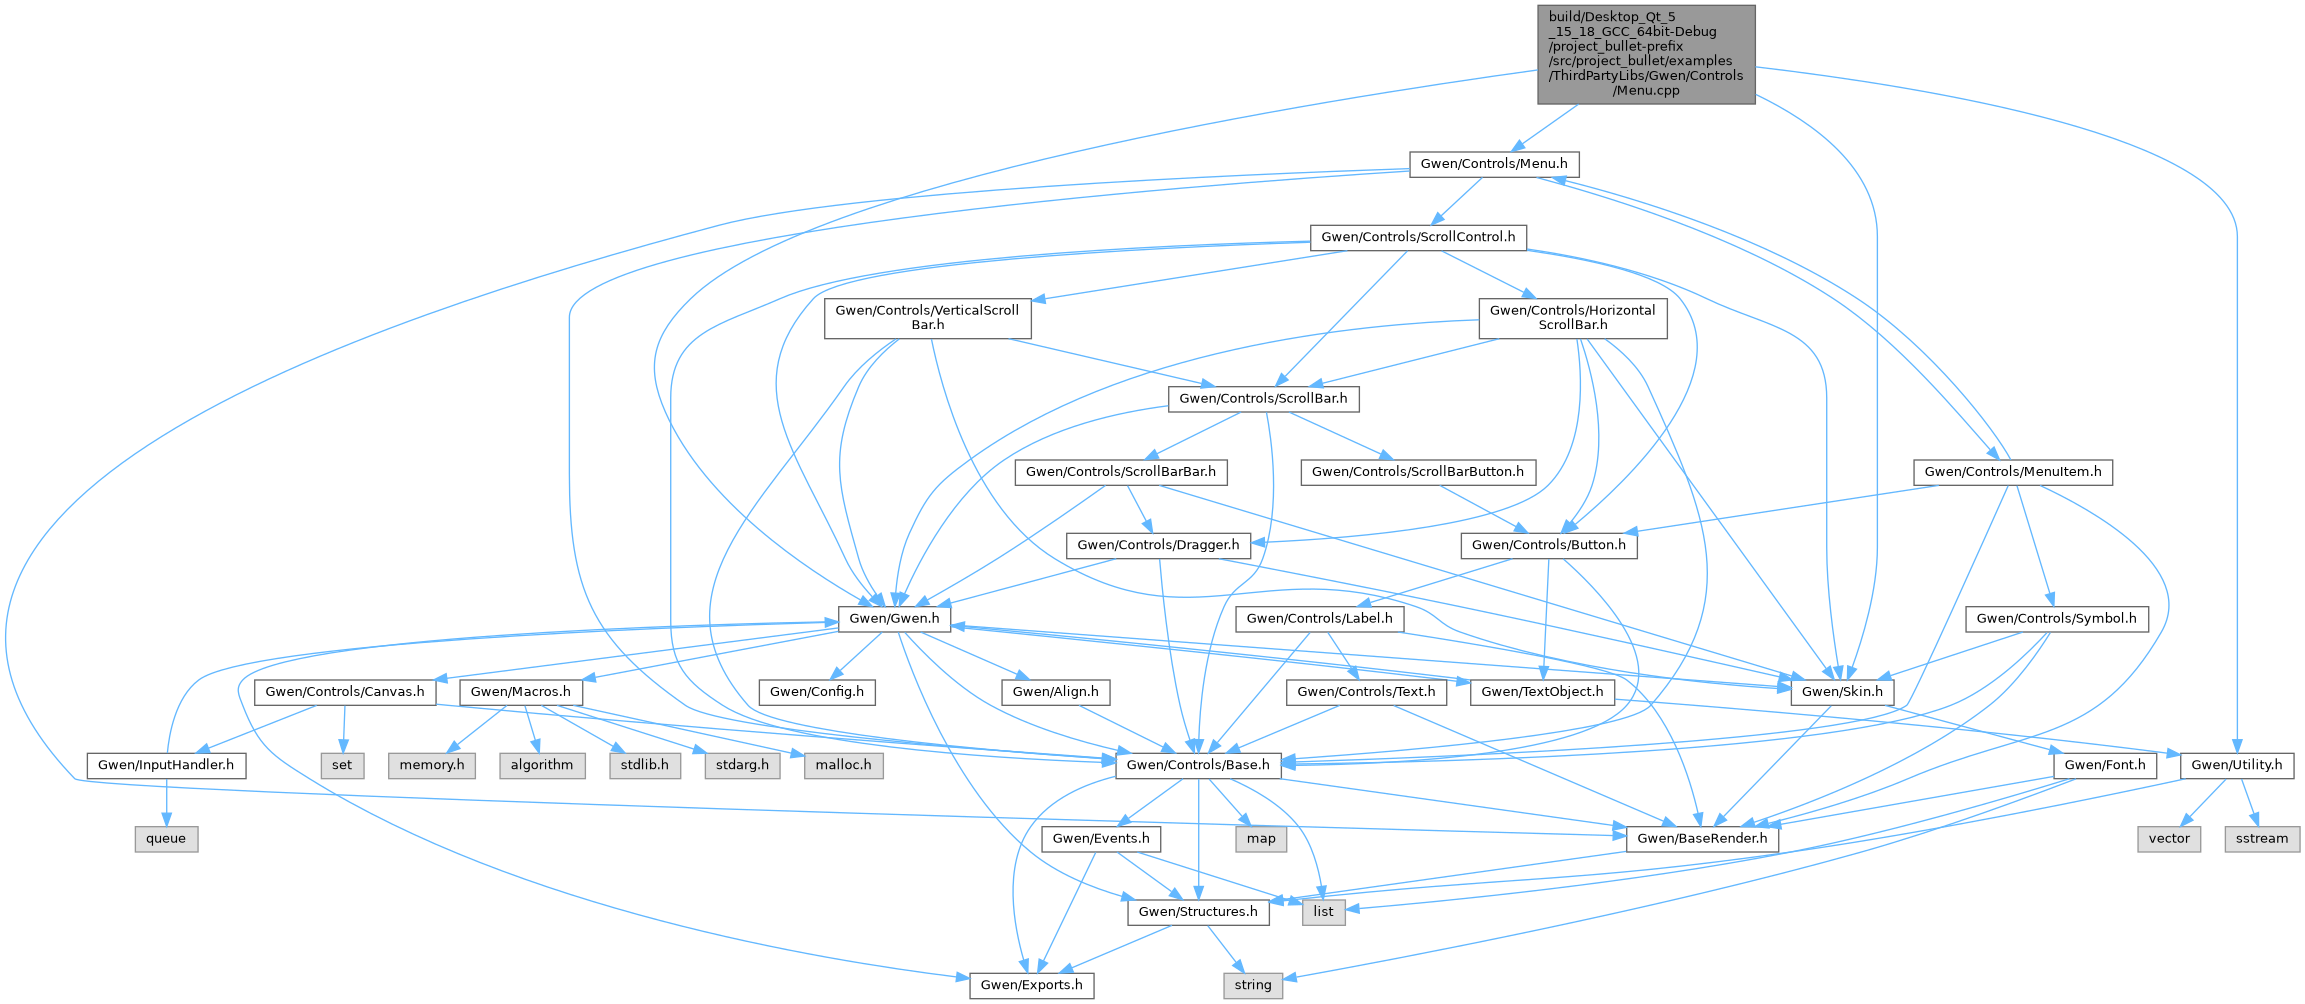 build/Desktop_Qt_5
_15_18_GCC_64bit-Debug
/project_bullet-prefix
/src/project_bullet/examples
/ThirdPartyLibs/Gwen/Controls
/Menu.cpp
Gwen/Controls/Menu.h
Gwen/Controls/ScrollControl.h
Gwen/Controls/VerticalScroll
Bar.h
Gwen/Controls/Horizontal
ScrollBar.h
Gwen/Controls/ScrollBar.h
Gwen/Controls/ScrollBarBar.h
Gwen/Controls/ScrollBarButton.h
Gwen/Controls/MenuItem.h
Gwen/Controls/Dragger.h
Gwen/Controls/Button.h
Gwen/Gwen.h
Gwen/Controls/Label.h
Gwen/Controls/Symbol.h
Gwen/Controls/Canvas.h
Gwen/Macros.h
Gwen/Config.h
Gwen/Align.h
Gwen/Controls/Text.h
Gwen/TextObject.h
Gwen/Skin.h
Gwen/InputHandler.h
set
memory.h
algorithm
stdlib.h
stdarg.h
malloc.h
Gwen/Controls/Base.h
Gwen/Font.h
Gwen/Utility.h
queue
Gwen/Events.h
map
Gwen/BaseRender.h
vector
sstream
Gwen/Structures.h
list
Gwen/Exports.h
string